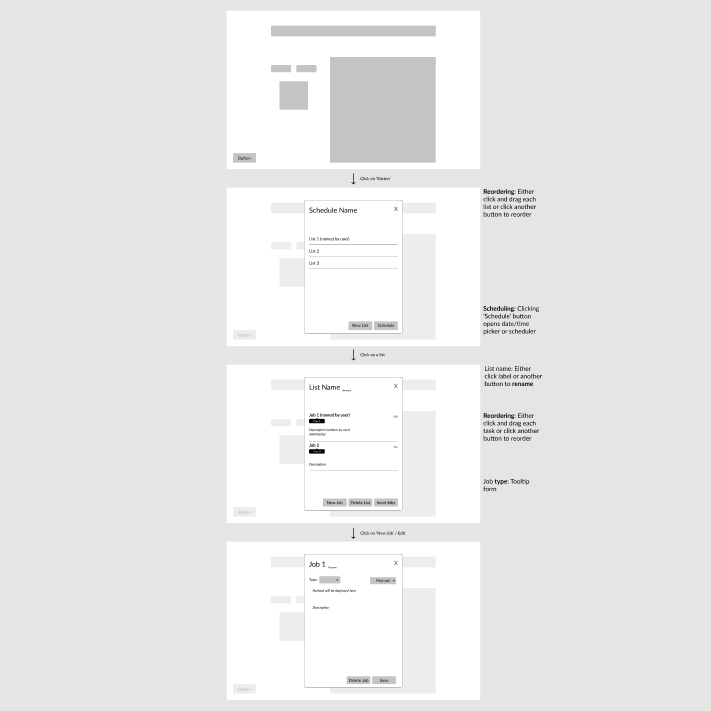 Button
Click on 'Button'
Schedule Name
X
List 1 (named by user)
List 2
List 3
New List
Schedule
Button
Reordering: Either
click and drag each
list or click another
button to reorder
Scheduling: Clicking
'Schedule' button
opens date/time
picker or scheduler
Click on a list
List Name
X
Job 1 (named by user)
Description (written by user)
Job 2
Description
New Job
Delete List
Send Jobs
Button
List name: Either
click label or another
button to rename
Reordering: Either
click and drag each
task or click another
button to reorder
Job type: Tooltip
form
Click on 'New Job' / Edit
Job 1
X
Type:
Payload
Payload will be displayed here
Description
Delete Job
Save
Button